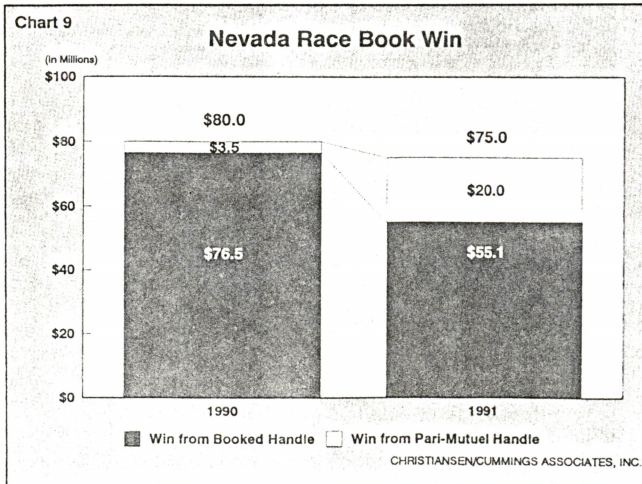 Chart 9
Nevada Race Book Win
(In Millions)
$100
$80
$60
$40
$20
$0
$80.0
$3.5
$76.5
$75.0
$20.0
$55.1
1990
1991
Win from Booked Handle
Win from Pari-Mutuel Handle
CHRISTIANSEN/CUMMINGS ASSOCIATES, INC.